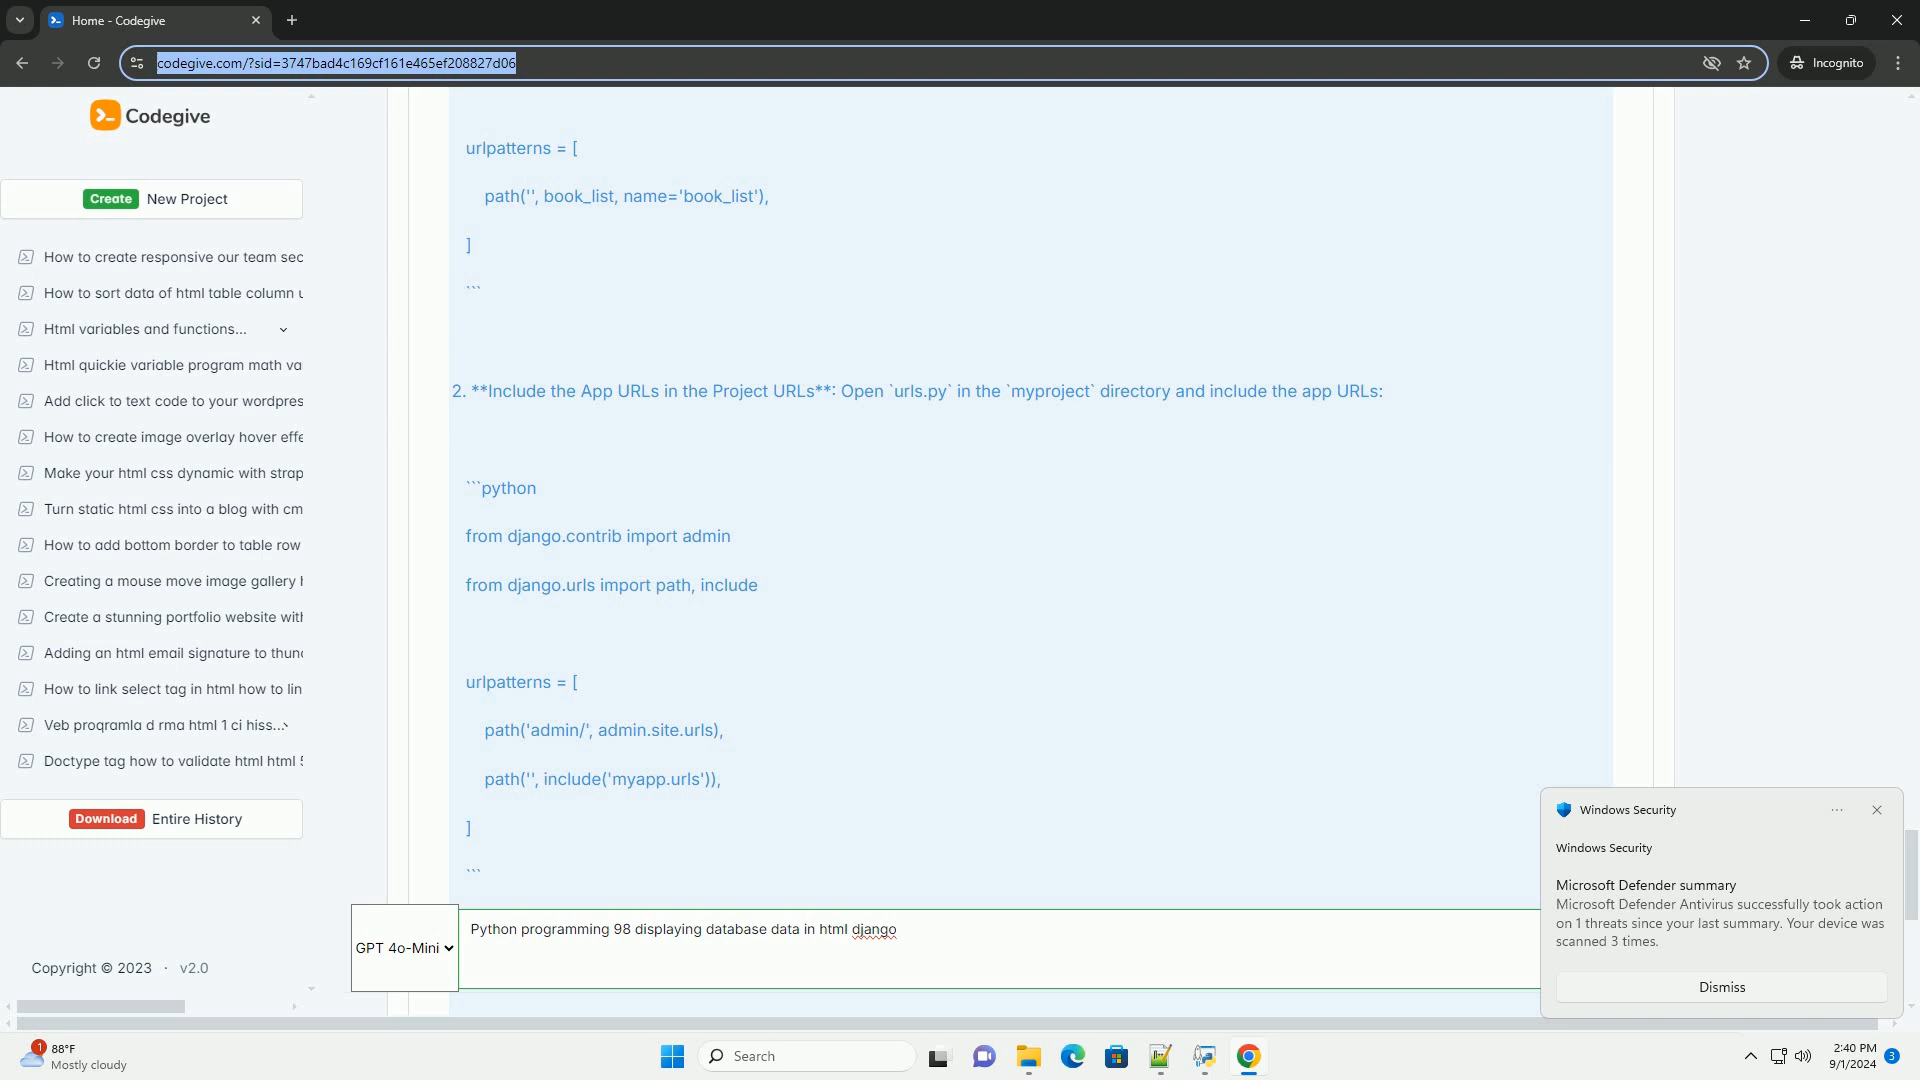 Home - Codegive
codegive.com/?sid=3747bad4c169cf161e465ef208827d06
Incognito
Codegive
Create New Project
How to create responsive our team sec
How to sort data of html table column u
Html variables and functions...
Html quickie variable program math va
Add click to text code to your wordpres
How to create image overlay hover effe
Make your html css dynamic with strap
Turn static html css into a blog with cm
How to add bottom border to table row
Creating a mouse move image gallery h
Create a stunning portfolio website with
Adding an html email signature to thund
How to link select tag in html how to lin
Veb programla d rma html 1 ci hiss...
Doctype tag how to validate html html 5
Download Entire History
Copyright © 2023 · v2.0
urlpatterns = [
path('', book_list, name='book_list'),
]
```
2. **Include the App URLs in the Project URLs**: Open `urls.py` in the `myproject` directory and include the app URLs:
```python
from django.contrib import admin
from django.urls import path, include
urlpatterns = [
path('admin/', admin.site.urls),
path('', include('myapp.urls')),
]
```
GPT 4o-Mini
Python programming 98 displaying database data in html django
Windows Security
Windows Security
Microsoft Defender summary
Microsoft Defender Antivirus successfully took action
on 1 threats since your last summary. Your device was
scanned 3 times.
Dismiss
1
88°F
Mostly cloudy
Search
2:40 PM
9/1/2024
3